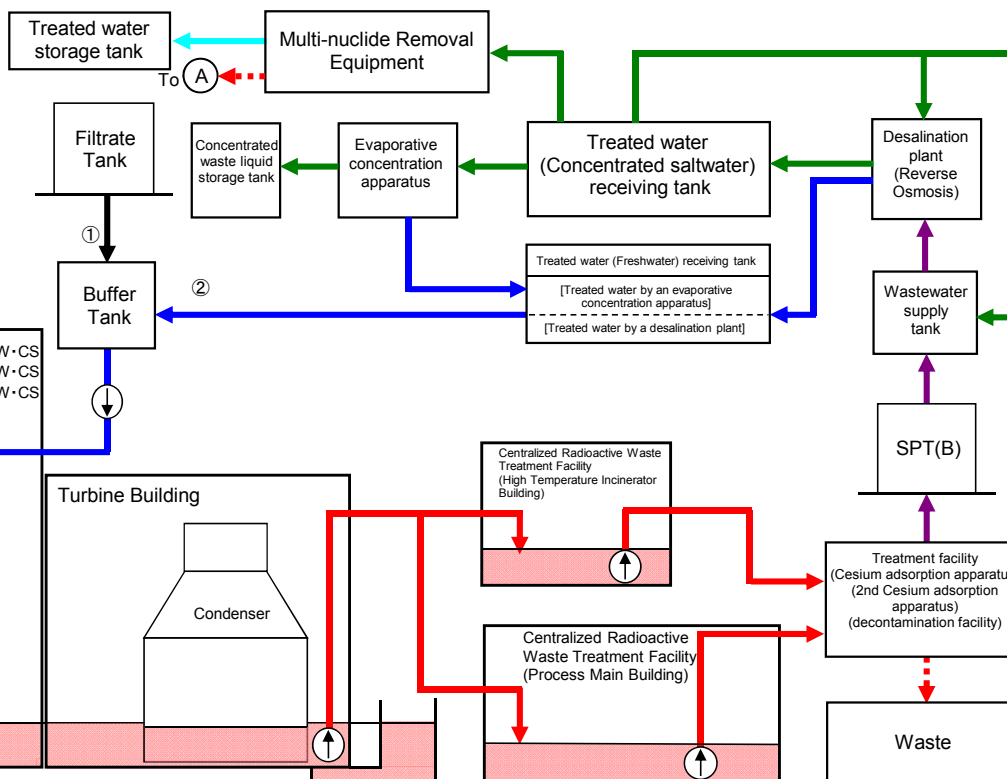 Treated water
storage tank
Multi-nuclide Removal
Equipment
To
A
Filtrate
Tank
Concentrated
waste liquid
storage tank
Evaporative
concentration
apparatus
Treated water
(Concentrated saltwater)
receiving tank
Desalination
plant
(Reverse
Osmosis)
①
②
Buffer
Tank
Treated water (Freshwater) receiving tank
[Treated water by an evaporative
concentration apparatus]
[Treated water by a desalination plant]
Wastewater
supply
tank
W・CS
W・CS
W・CS
SPT(B)
Turbine Building
Condenser
Centralized Radioactive Waste
Treatment Facility
(High Temperature Incinerator
Building)
Treatment facility
(Cesium adsorption apparatu
(2nd Cesium adsorption
apparatus)
(decontamination facility)
Centralized Radioactive
Waste Treatment Facility
(Process Main Building)
Waste